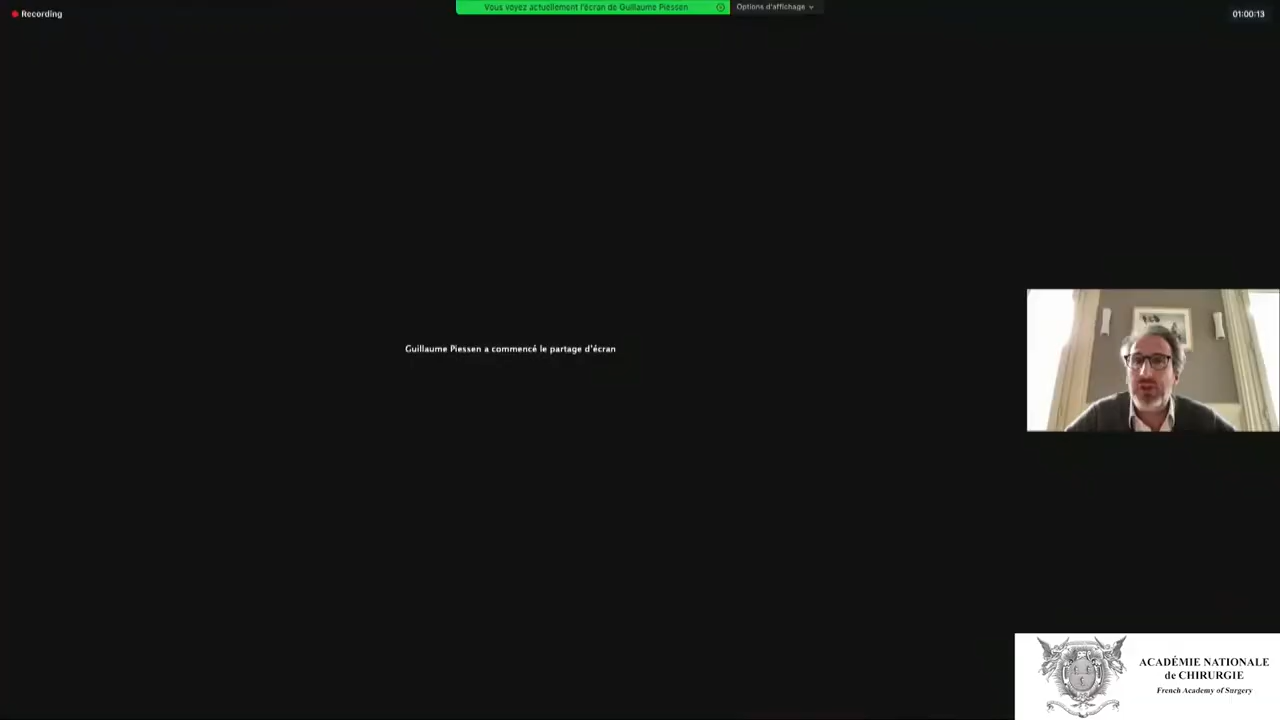 Recording
Vous voyez actuellement l'écran de Guillaume Piessen
Options d'affichage
01:00:13
Guillaume Piessen a commencé le partage d'écran
ACADÉMIE NATIONALE
de CHIRURGIE
French Academy of Surgery